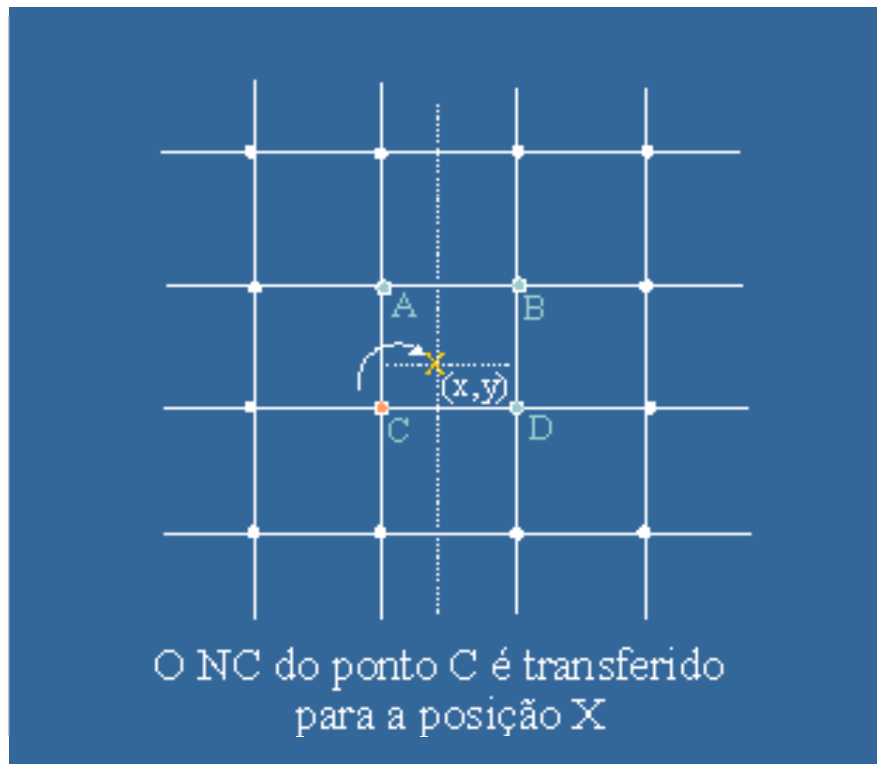 A
B
X
(x,y)
C
D
O NC do ponto C é transferido
para a posição X